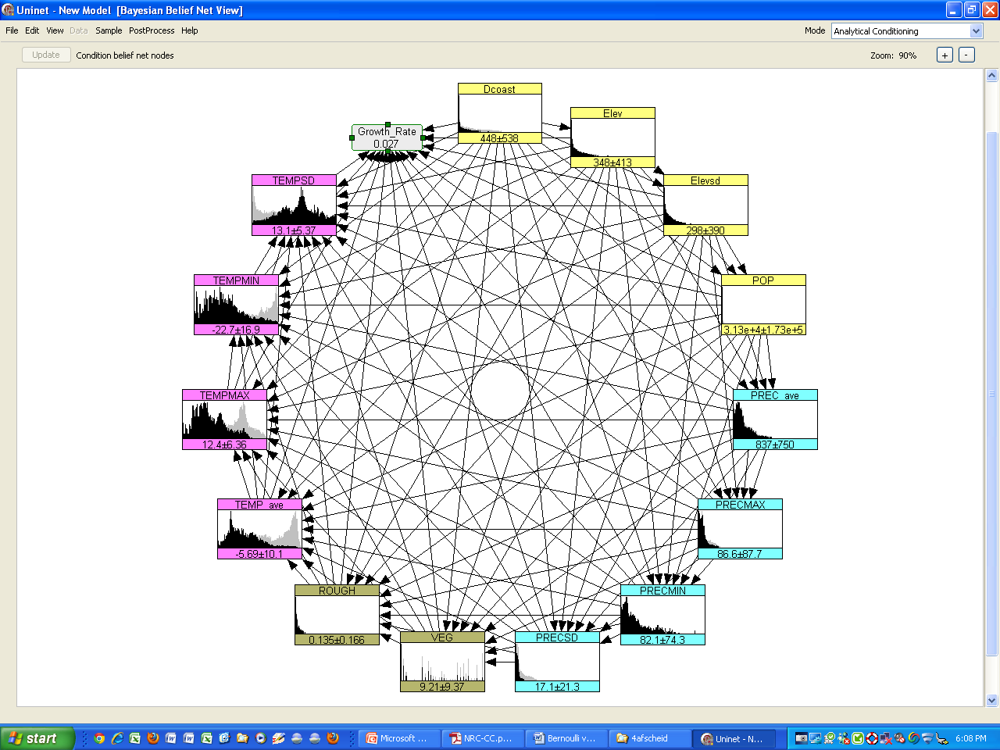 Uninet - New Model  [Bayesian Belief Net View]
File Edit View Data Sample PostProcess Help
Mode Analytical Conditioning
Update Condition belief net nodes
Zoom: 90% + -
Dcoast
448±538
Elev
348±413
Growth_Rate
0.027
Elevsd
298±390
TEMPSD
13.1±5.37
POP
3.13e+4±1.73e+5
TEMPMIN
-22.7±16.9
PREC_ave
837±750
TEMPMAX
12.4±6.36
PRECMAX
86.6±87.7
TEMP_ave
-5.69±10.1
PRECMIN
82.1±74.3
ROUGH
0.135±0.166
VEG
9.21±9.37
PRECSD
17.1±21.3
start
Microsoft ...
NRC-CC.p...
Bernoulli v...
4afscheid
Uninet - N...
6:08 PM